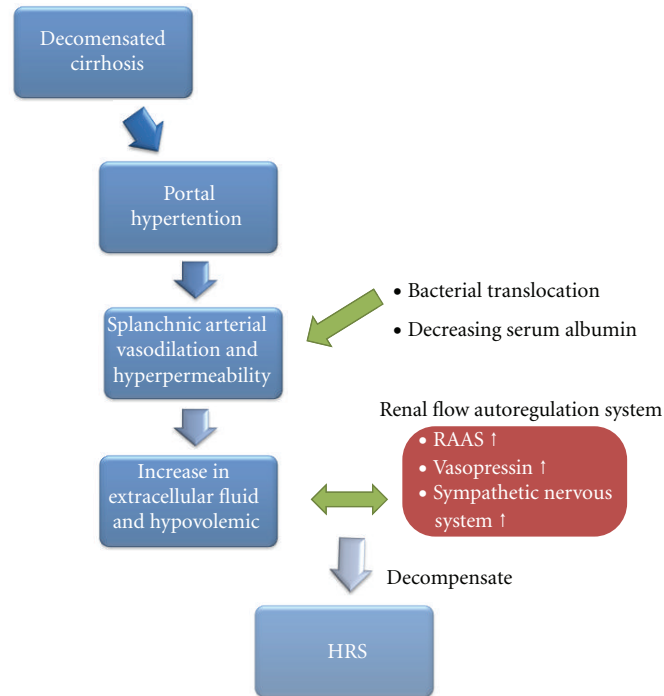 Decomensated
cirrhosis
Portal
hypertention
Splanchnic arterial
vasodilation and
hyperpermeability
• Bacterial translocation
• Decreasing serum albumin
Increase in
extracellular fluid
and hypovolemic
Renal flow autoregulation system
• RAAS ↑
• Vasopressin ↑
• Sympathetic nervous
system ↑
Decompensate
HRS